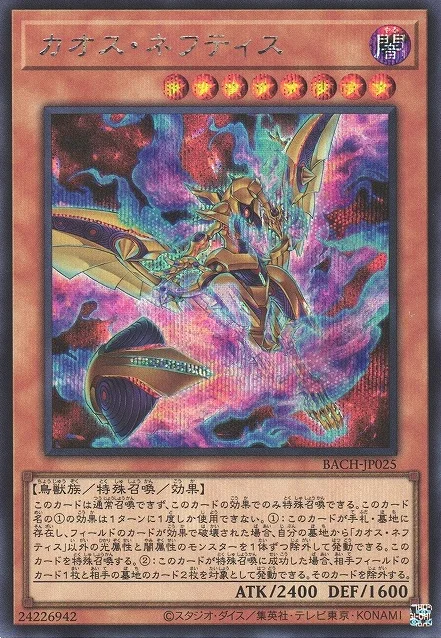 カオス・ネフティス
闇
BACH-JP025
【鳥獣族/特殊召喚/効果】
このカードは通常召喚できず、このカードの効果でのみ特殊召喚できる。このカード
名の①の効果は1ターンに1度しか使用できない。①:このカードが手札・墓地に
存在し、フィールドのカードが効果で破壊された場合、自分の墓地から「カオス・ネフ
ティス」以外の光属性と闇属性のモンスターを1体ずつ除外して発動できる。この
カードを特殊召喚する。②:このカードが特殊召喚に成功した場合、相手フィールドの
カード1枚と相手の墓地のカード2枚を対象として発動できる。そのカードを除外する。
ATK/2400 DEF/1600
24226942
©スタジオ・ダイス/集英社・テレビ東京・KONAMI